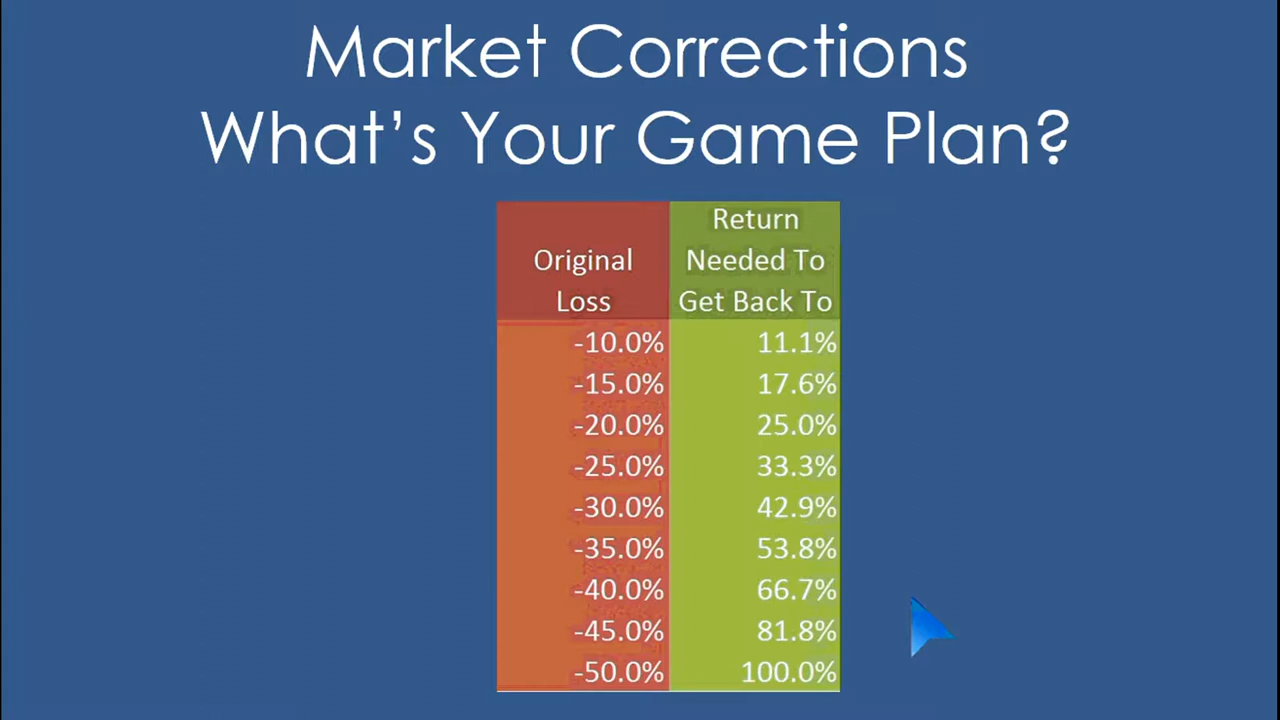 Market Corrections
What's Your Game Plan?
Original
Loss
Return
Needed To
Get Back To
-10.0% 11.1%
-15.0% 17.6%
-20.0% 25.0%
-25.0% 33.3%
-30.0% 42.9%
-35.0% 53.8%
-40.0% 66.7%
-45.0% 81.8%
-50.0% 100.0%